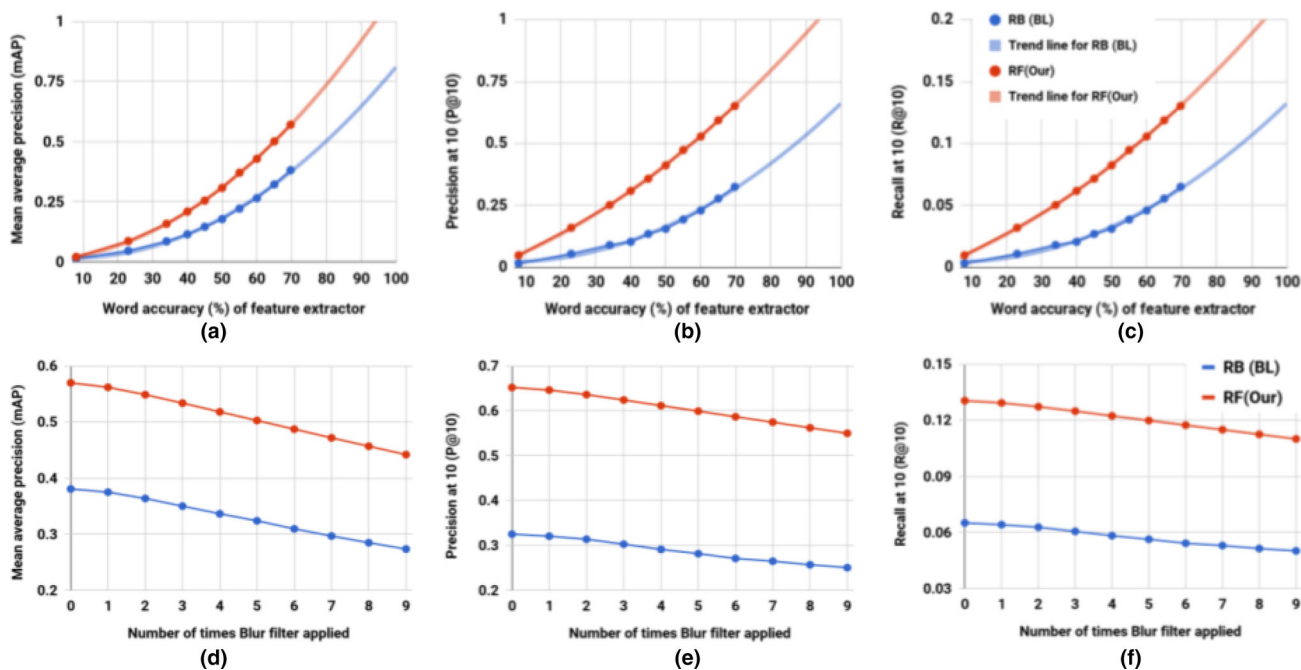 Mean average precision (mAP)
1
0.75
0.5
0.25
0
10 20 30 40 50 60 70 80 90 100
Word accuracy (%) of feature extractor
(a)
Precision at 10 (P@10)
1
0.75
0.5
0.25
0
10 20 30 40 50 60 70 80 90 100
Word accuracy (%) of feature extractor
(b)
Recall at 10 (R@10)
0.2
0.15
0.1
0.05
0
RB (BL)
Trend line for RB (BL)
RF(Our)
Trend line for RF(Our)
10 20 30 40 50 60 70 80 90 100
Word accuracy (%) of feature extractor
(c)
Mean average precision (mAP)
0.6
0.5
0.4
0.3
0.2
0 1 2 3 4 5 6 7 8 9
Number of times Blur filter applied
(d)
Precision at 10 (P@10)
0.7
0.6
0.5
0.4
0.3
0.2
0 1 2 3 4 5 6 7 8 9
Number of times Blur filter applied
(e)
Recall at 10 (R@10)
0.15
0.12
0.09
0.06
0.03
RB (BL)
RF(Our)
0 1 2 3 4 5 6 7 8 9
Number of times Blur filter applied
(f)